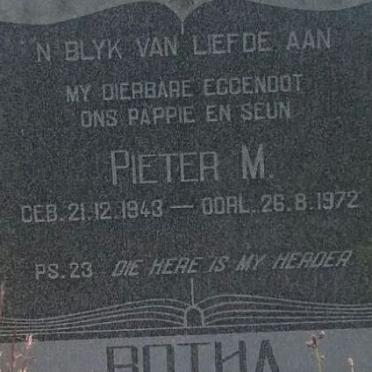 'N BLYK VAN LIEFDE AAN
MY DIERBARE EGGENOOT
ONS PAPPIE EN SEUN
PIETER M.
GEB. 21.12.1943 — OORL. 26.8.1972
PS. 23 DIE HERE IS MY HERDER
BOTHA